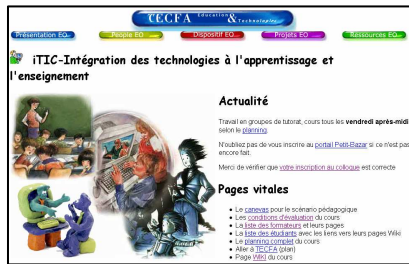 TECFA Education & Technologies
Présentation EO People EO Dispositif EO Projets EO Ressources EO
iTIC-Intégration des technologies à l'apprentissage et
l'enseignement
Actualité
Travail en groupes de tutorat, cours tous les vendredi après-midi
selon le planning.
N'oubliez pas de vous inscrire au portail Petit-Bazar si ce n'est pas
encore fait.
Merci de vérifier que votre inscription au colloque est correcte
Pages vitales
Le canevas pour le scénario pédagogique
Les conditions d'évaluation du cours
La liste des formateurs et leurs pages
La liste des étudiants avec les liens vers leurs pages Wiki
Le planning complet du cours
Aller à TECFA (plan)
Page WIKI du cours